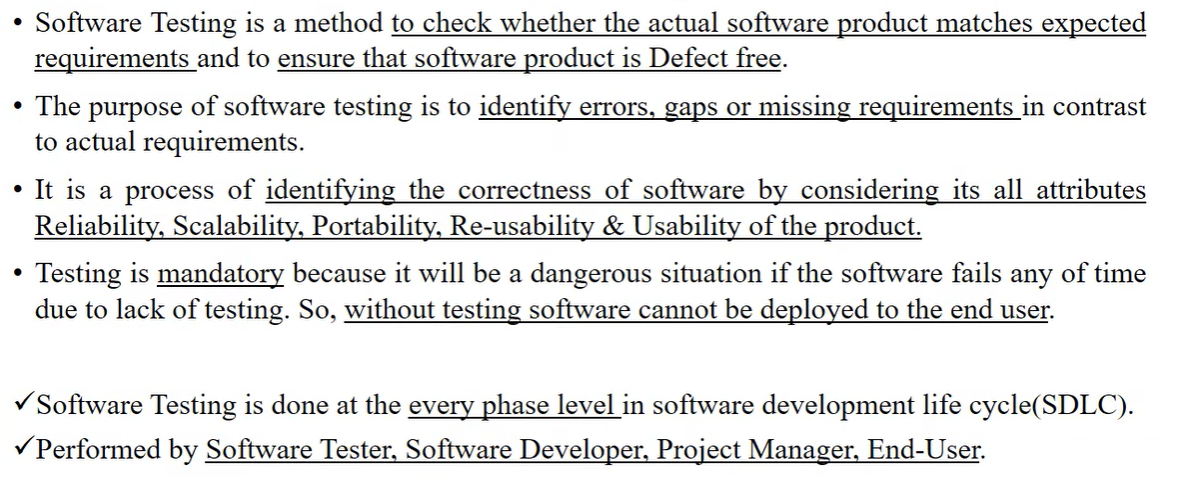 • Software Testing is a method to check whether the actual software product matches expected
requirements and to ensure that software product is Defect free.
• The purpose of software testing is to identify errors, gaps or missing requirements in contrast
to actual requirements.
• It is a process of identifying the correctness of software by considering its all attributes
Reliability, Scalability, Portability, Re-usability & Usability of the product.
• Testing is mandatory because it will be a dangerous situation if the software fails any of time
due to lack of testing. So, without testing software cannot be deployed to the end user.
✓Software Testing is done at the every phase level in software development life cycle(SDLC).
✓Performed by Software Tester, Software Developer, Project Manager, End-User.